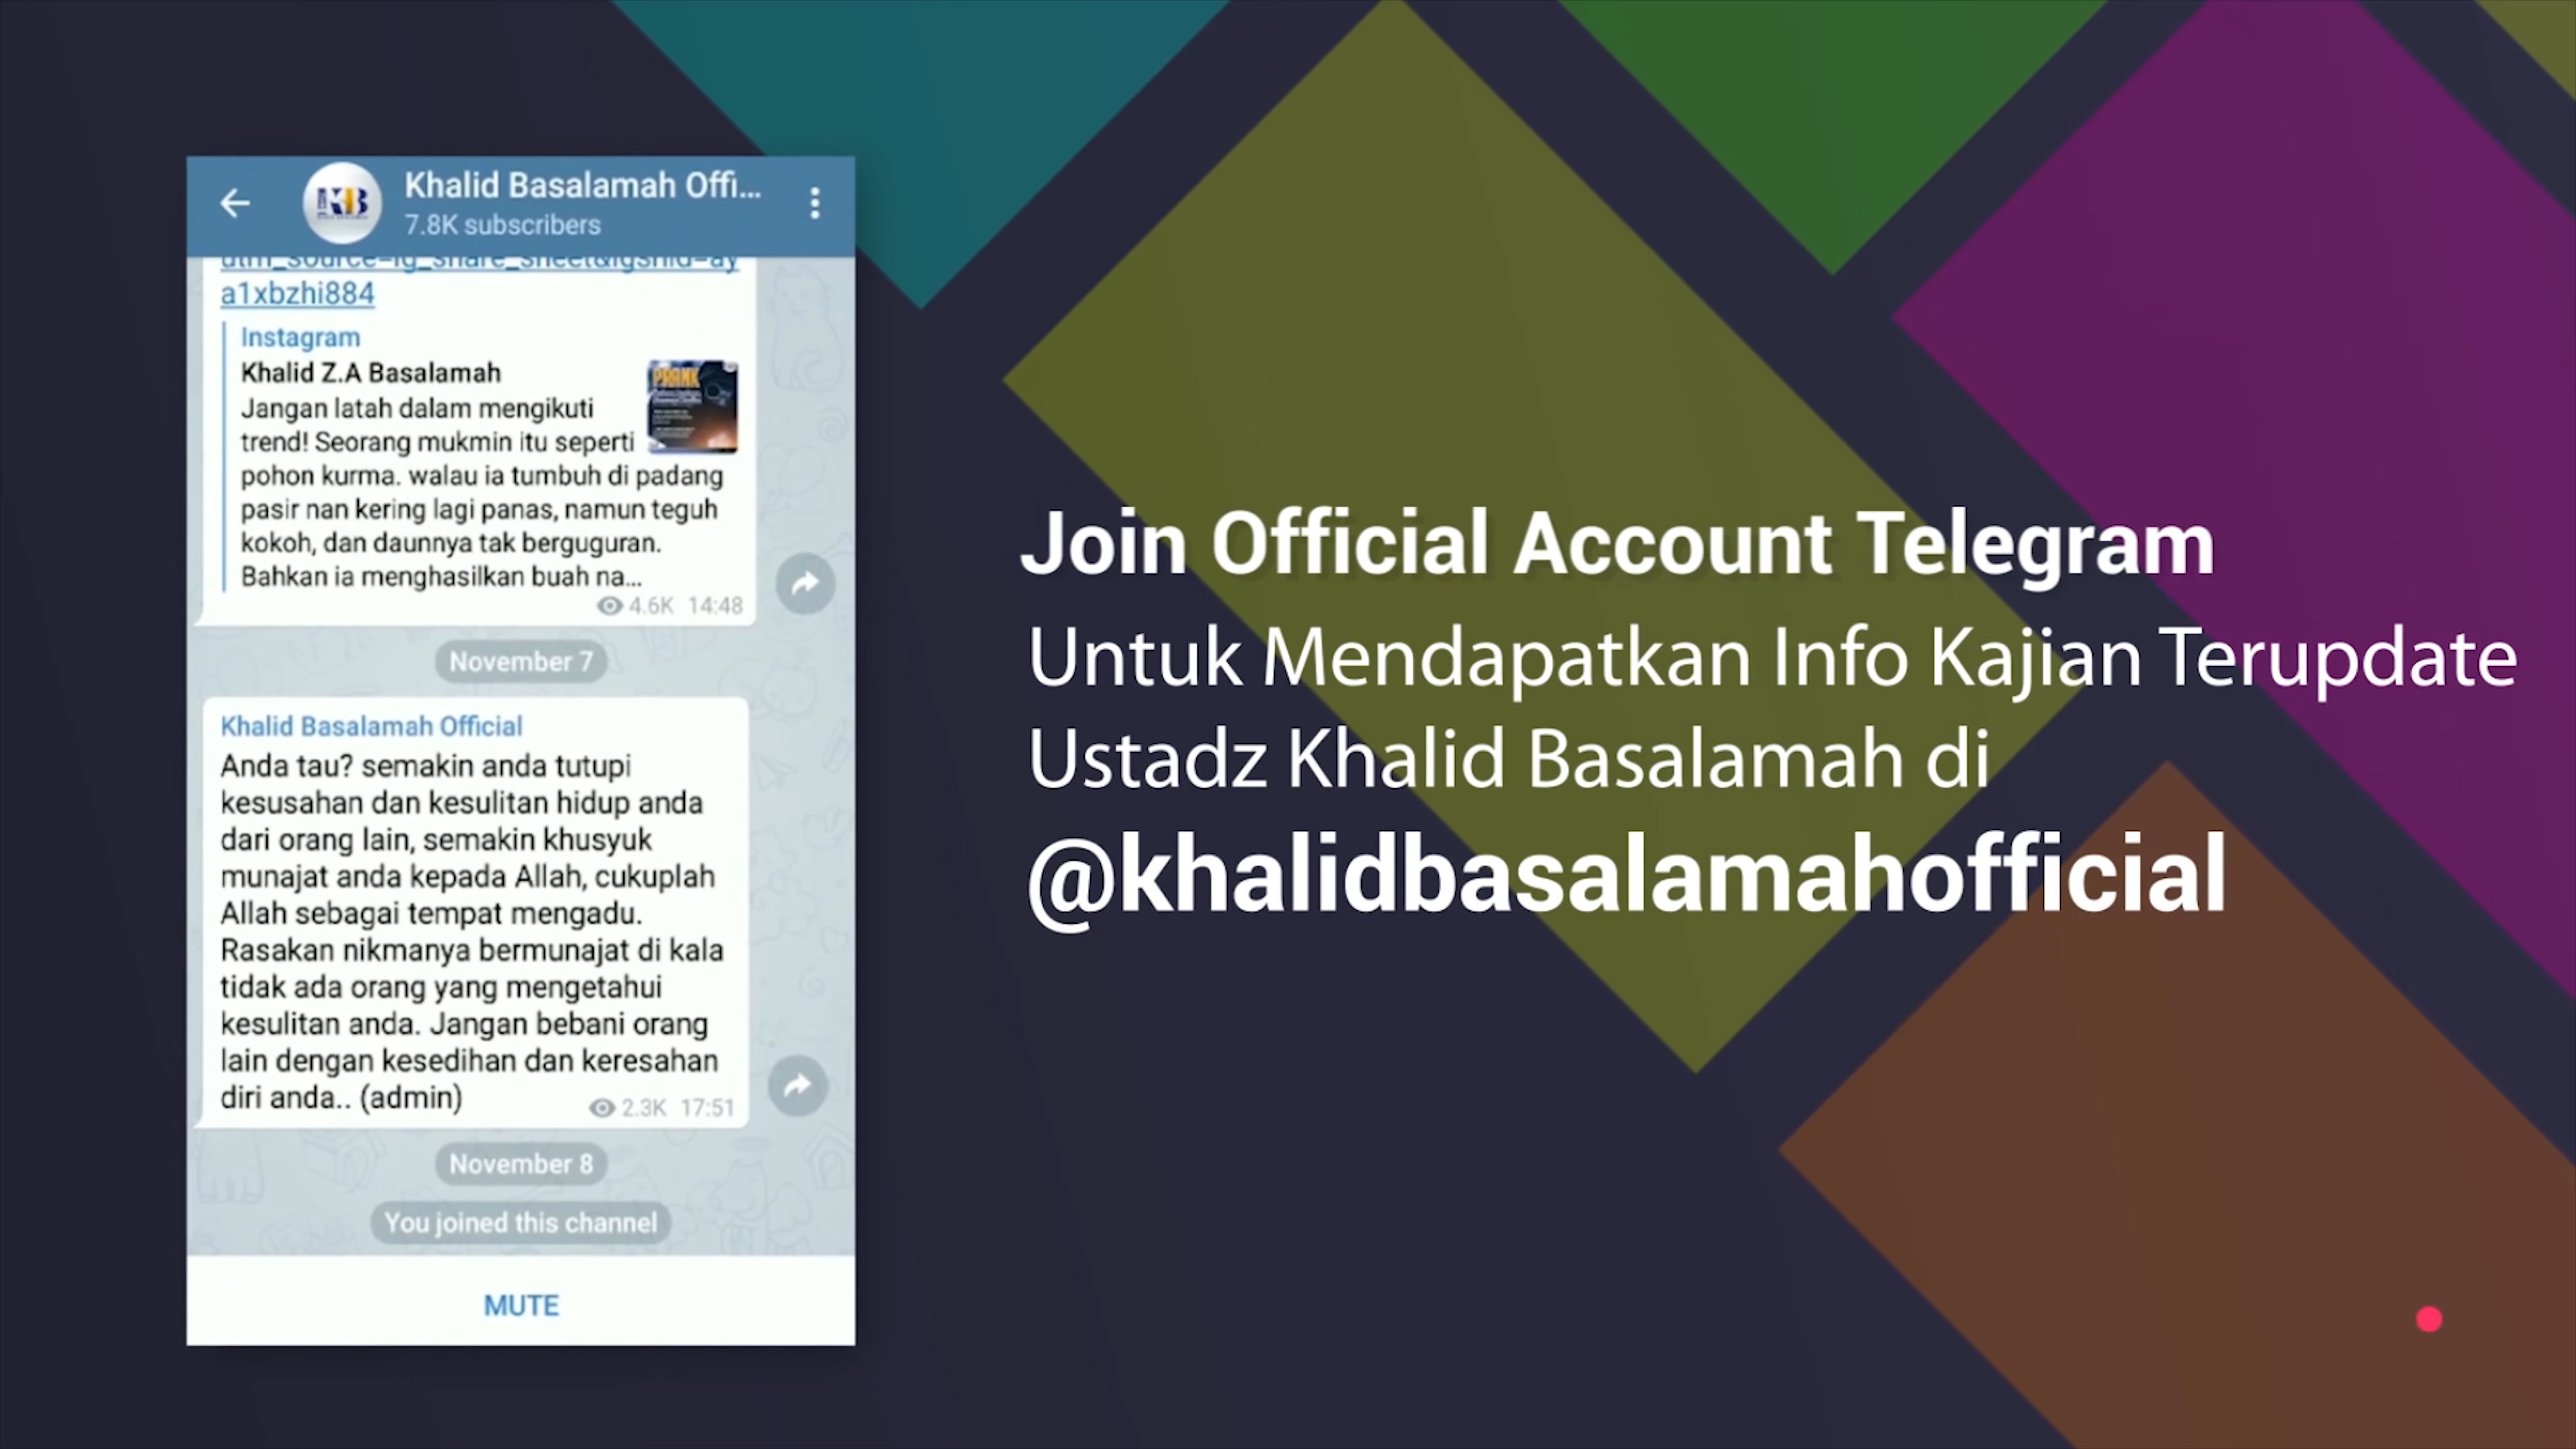 Khalid Basalamah Offi...
7.8K subscribers
utm_source=ig_share_sheet&igshid=ay
a1xbzhi884
Instagram
Khalid Z.A Basalamah
Jangan latah dalam mengikuti
trend! Seorang mukmin itu seperti
pohon kurma. walau ia tumbuh di padang
pasir nan kering lagi panas, namun teguh
kokoh, dan daunnya tak berguguran.
Bahkan ia menghasilkan buah na...
PRANK
4.6K 14:48
November 7
Khalid Basalamah Official
Anda tau? semakin anda tutupi
kesusahan dan kesulitan hidup anda
dari orang lain, semakin khusyuk
munajat anda kepada Allah, cukuplah
Allah sebagai tempat mengadu.
Rasakan nikmanya bermunajat di kala
tidak ada orang yang mengetahui
kesulitan anda. Jangan bebani orang
lain dengan kesedihan dan keresahan
diri anda.. (admin)
2.3K 17:51
November 8
You joined this channel
MUTE
Join Official Account Telegram
Untuk Mendapatkan Info Kajian Terupdate
Ustadz Khalid Basalamah di
@khalidbasalamahofficial